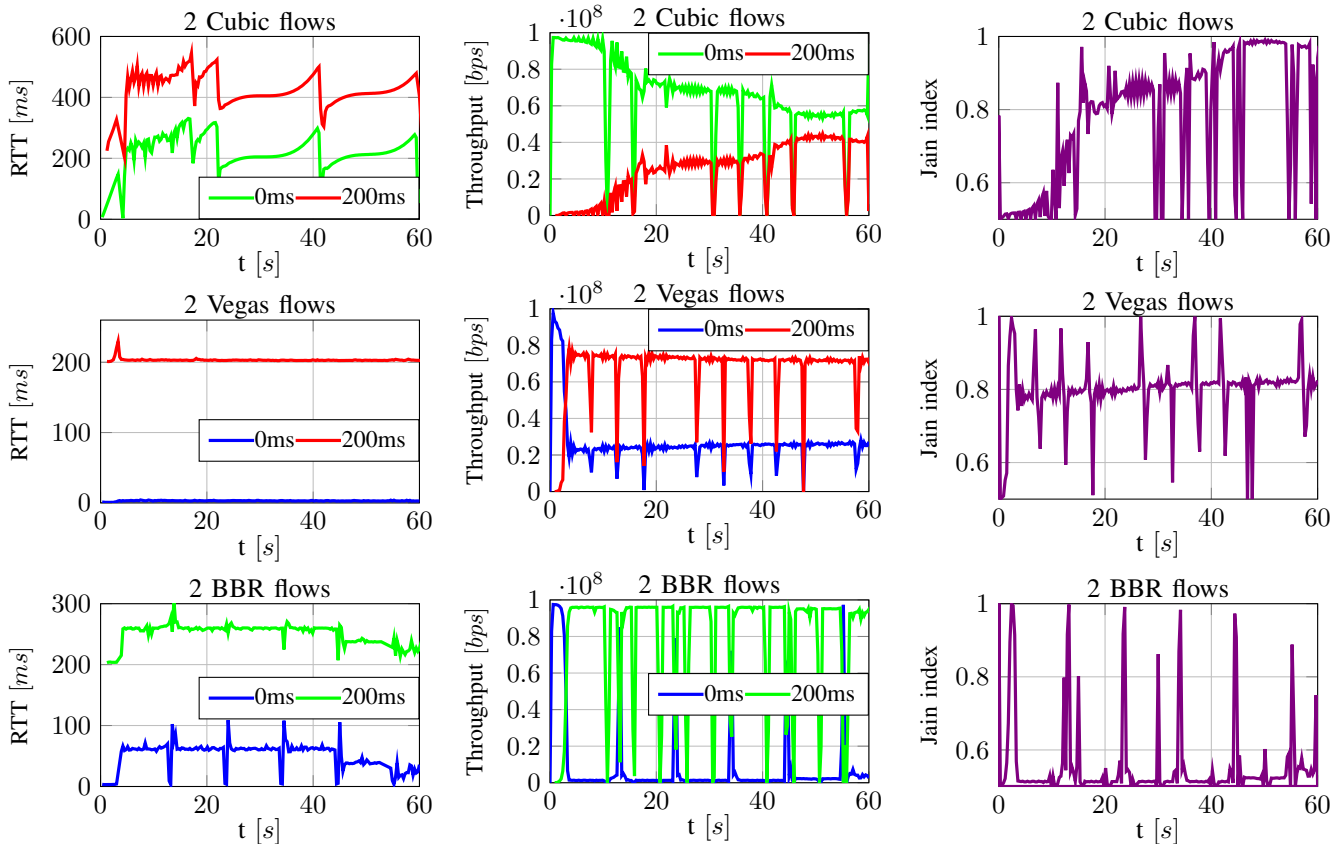 2 Cubic flows
RTT [ms]
600
400
200
0
0 20 40 60
t [s]
0ms 200ms
2 Cubic flows
·10^8
Throughput [bps]
1
0.8
0.6
0.4
0.2
0
0 20 40 60
t [s]
0ms 200ms
2 Cubic flows
Jain index
1
0.8
0.6
0 10 20 30 40 50 60
t [s]
2 Vegas flows
RTT [ms]
200
100
0
0 20 40 60
t [s]
0ms 200ms
2 Vegas flows
·10^8
Throughput [bps]
1
0.8
0.6
0.4
0.2
0
0 20 40 60
t [s]
0ms 200ms
2 Vegas flows
Jain index
1
0.8
0.6
0 20 40 60
t [s]
2 BBR flows
RTT [ms]
300
200
100
0
0 20 40 60
t [s]
0ms 200ms
2 BBR flows
·10^8
Throughput [bps]
1
0.8
0.6
0.4
0.2
0
0 20 40 60
t [s]
0ms 200ms
2 BBR flows
Jain index
1
0.8
0.6
0 10 20 30 40 50 60
t [s]